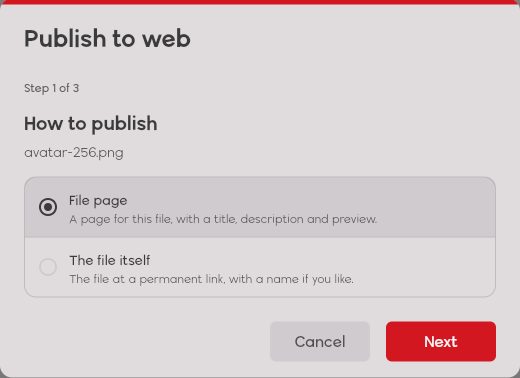 Publish to web
Step 1 of 3
How to publish
avatar-256.png
File page
A page for this file, with a title, description and preview.
The file itself
The file at a permanent link, with a name if you like.
Cancel
Next